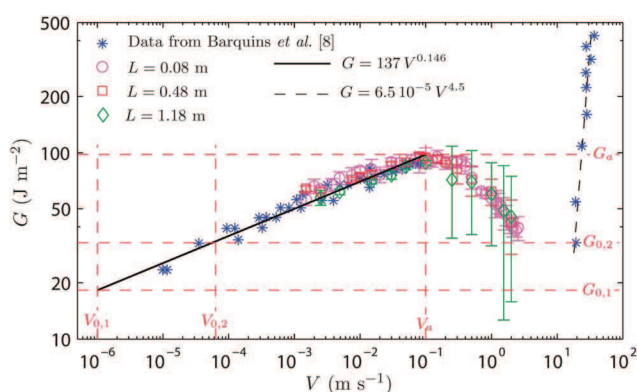 500
Data from Barquins et al. [8]
L = 0.08 m
G = 137 V^0.146
L = 0.48 m
G = 6.5 10^−5 V^4.5
L = 1.18 m
200
100
G_a
50
G_0,2
20
G_0,1
10
G (J m^−2)
V_0,1
V_0,2
V_a
10^−6
10^−5
10^−4
10^−3
10^−2
10^−1
10^0
10^1
10^2
V (m s^−1)